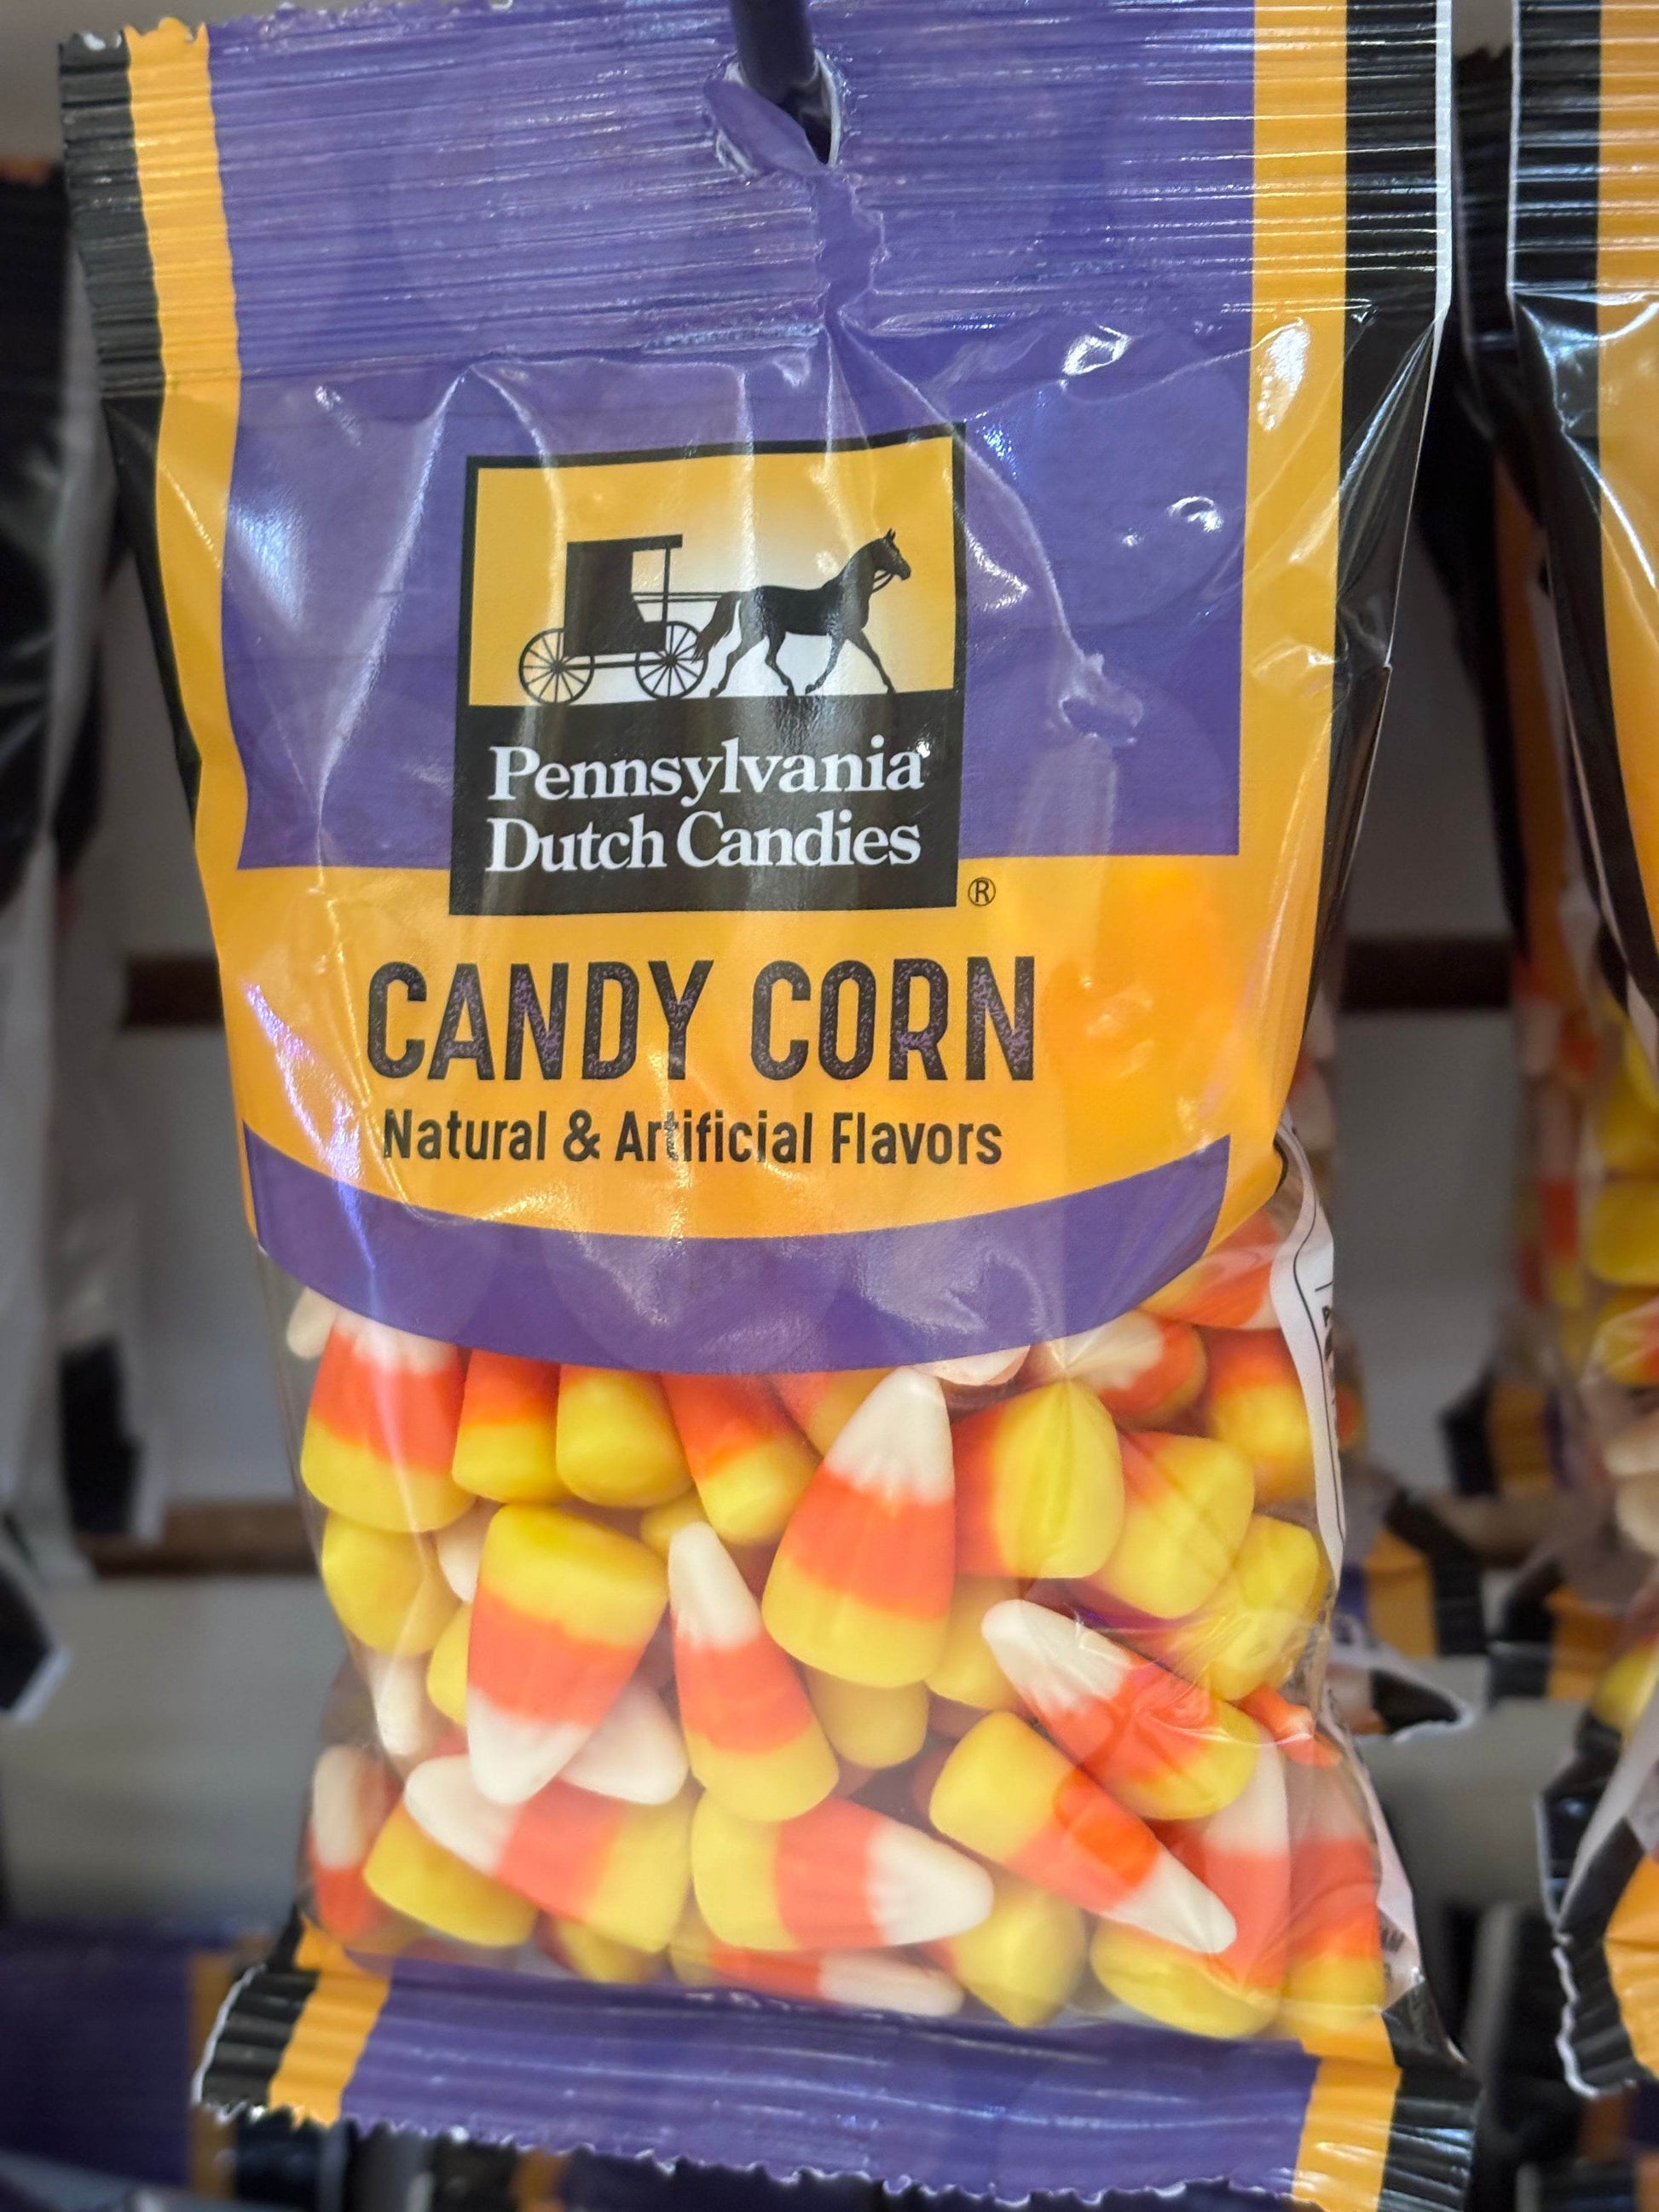 Pennsylvania
Dutch Candies
®
CANDY CORN
Natural & Artificial Flavors